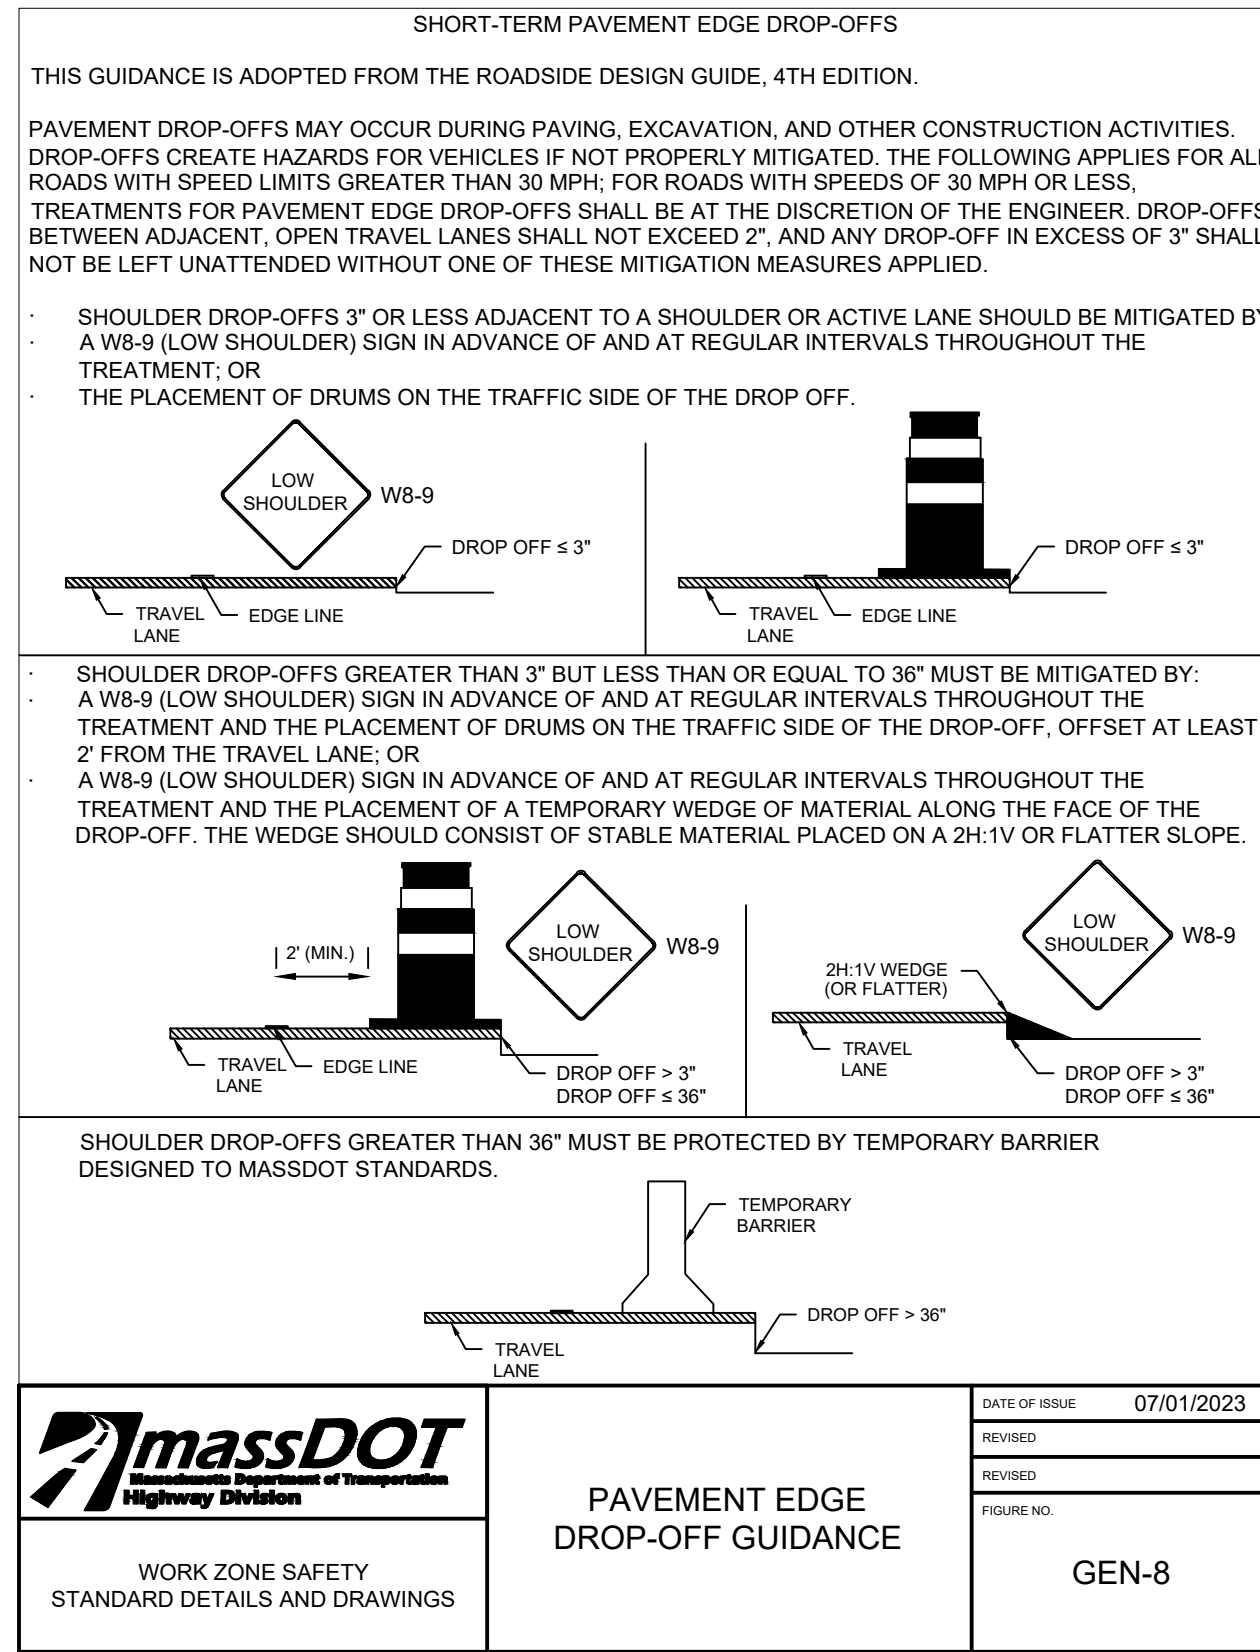 SHORT-TERM PAVEMENT EDGE DROP-OFFS
THIS GUIDANCE IS ADOPTED FROM THE ROADSIDE DESIGN GUIDE, 4TH EDITION.
PAVEMENT DROP-OFFS MAY OCCUR DURING PAVING, EXCAVATION, AND OTHER CONSTRUCTION ACTIVITIES.
DROP-OFFS CREATE HAZARDS FOR VEHICLES IF NOT PROPERLY MITIGATED. THE FOLLOWING APPLIES FOR ALL
ROADS WITH SPEED LIMITS GREATER THAN 30 MPH; FOR ROADS WITH SPEEDS OF 30 MPH OR LESS,
TREATMENTS FOR PAVEMENT EDGE DROP-OFFS SHALL BE AT THE DISCRETION OF THE ENGINEER. DROP-OFFS
BETWEEN ADJACENT, OPEN TRAVEL LANES SHALL NOT EXCEED 2", AND ANY DROP-OFF IN EXCESS OF 3" SHALL
NOT BE LEFT UNATTENDED WITHOUT ONE OF THESE MITIGATION MEASURES APPLIED.
· SHOULDER DROP-OFFS 3" OR LESS ADJACENT TO A SHOULDER OR ACTIVE LANE SHOULD BE MITIGATED BY
· A W8-9 (LOW SHOULDER) SIGN IN ADVANCE OF AND AT REGULAR INTERVALS THROUGHOUT THE
TREATMENT; OR
· THE PLACEMENT OF DRUMS ON THE TRAFFIC SIDE OF THE DROP OFF.
LOW
SHOULDER
W8-9
DROP OFF ≤ 3"
TRAVEL
LANE
EDGE LINE
DROP OFF ≤ 3"
TRAVEL
LANE
EDGE LINE
· SHOULDER DROP-OFFS GREATER THAN 3" BUT LESS THAN OR EQUAL TO 36" MUST BE MITIGATED BY:
· A W8-9 (LOW SHOULDER) SIGN IN ADVANCE OF AND AT REGULAR INTERVALS THROUGHOUT THE
TREATMENT AND THE PLACEMENT OF DRUMS ON THE TRAFFIC SIDE OF THE DROP-OFF, OFFSET AT LEAST
2' FROM THE TRAVEL LANE; OR
· A W8-9 (LOW SHOULDER) SIGN IN ADVANCE OF AND AT REGULAR INTERVALS THROUGHOUT THE
TREATMENT AND THE PLACEMENT OF A TEMPORARY WEDGE OF MATERIAL ALONG THE FACE OF THE
DROP-OFF. THE WEDGE SHOULD CONSIST OF STABLE MATERIAL PLACED ON A 2H:1V OR FLATTER SLOPE.
2' (MIN.)
LOW
SHOULDER
W8-9
TRAVEL
LANE
EDGE LINE
DROP OFF > 3"
DROP OFF ≤ 36"
LOW
SHOULDER
W8-9
2H:1V WEDGE
(OR FLATTER)
TRAVEL
LANE
DROP OFF > 3"
DROP OFF ≤ 36"
SHOULDER DROP-OFFS GREATER THAN 36" MUST BE PROTECTED BY TEMPORARY BARRIER
DESIGNED TO MASSDOT STANDARDS.
TEMPORARY
BARRIER
DROP OFF > 36"
TRAVEL
LANE
massDOT
Massachusetts Department of Transportation
Highway Division
WORK ZONE SAFETY
STANDARD DETAILS AND DRAWINGS
PAVEMENT EDGE
DROP-OFF GUIDANCE
DATE OF ISSUE 07/01/2023
REVISED
REVISED
FIGURE NO.
GEN-8